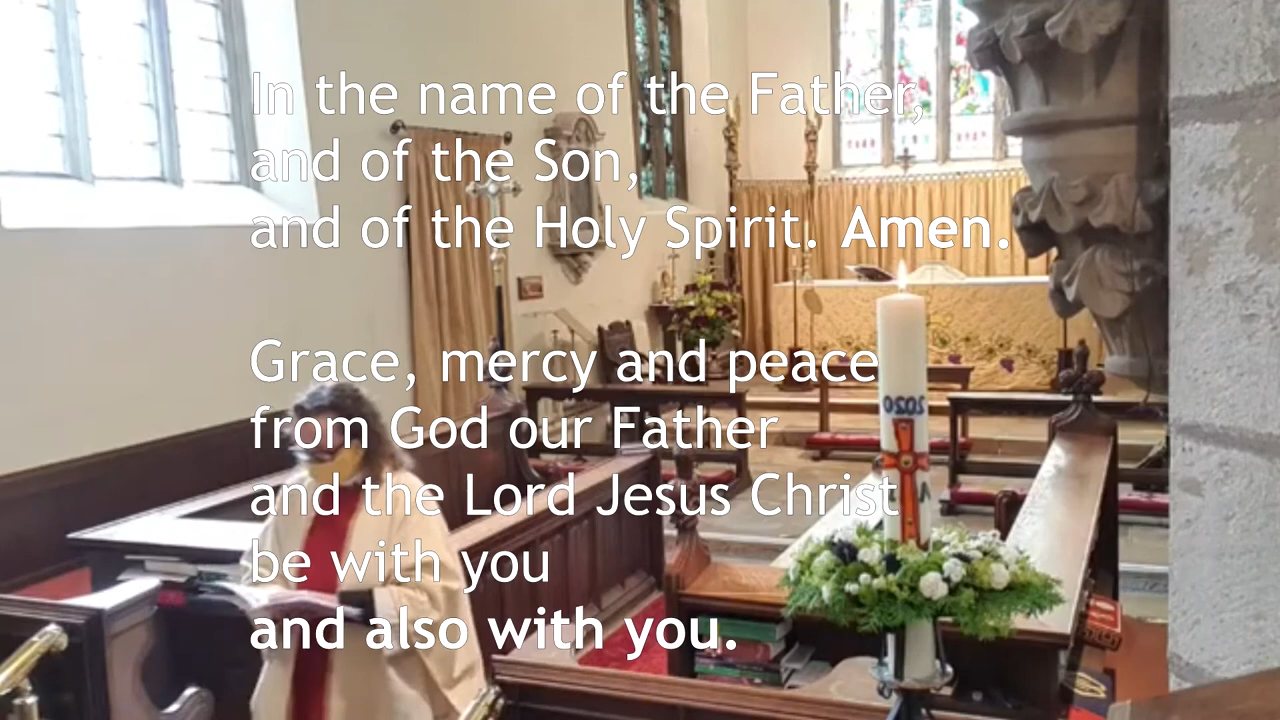 In the name of the Father,
and of the Son,
and of the Holy Spirit. Amen.
Grace, mercy and peace
from God our Father
and the Lord Jesus Christ
be with you
and also with you.
2020